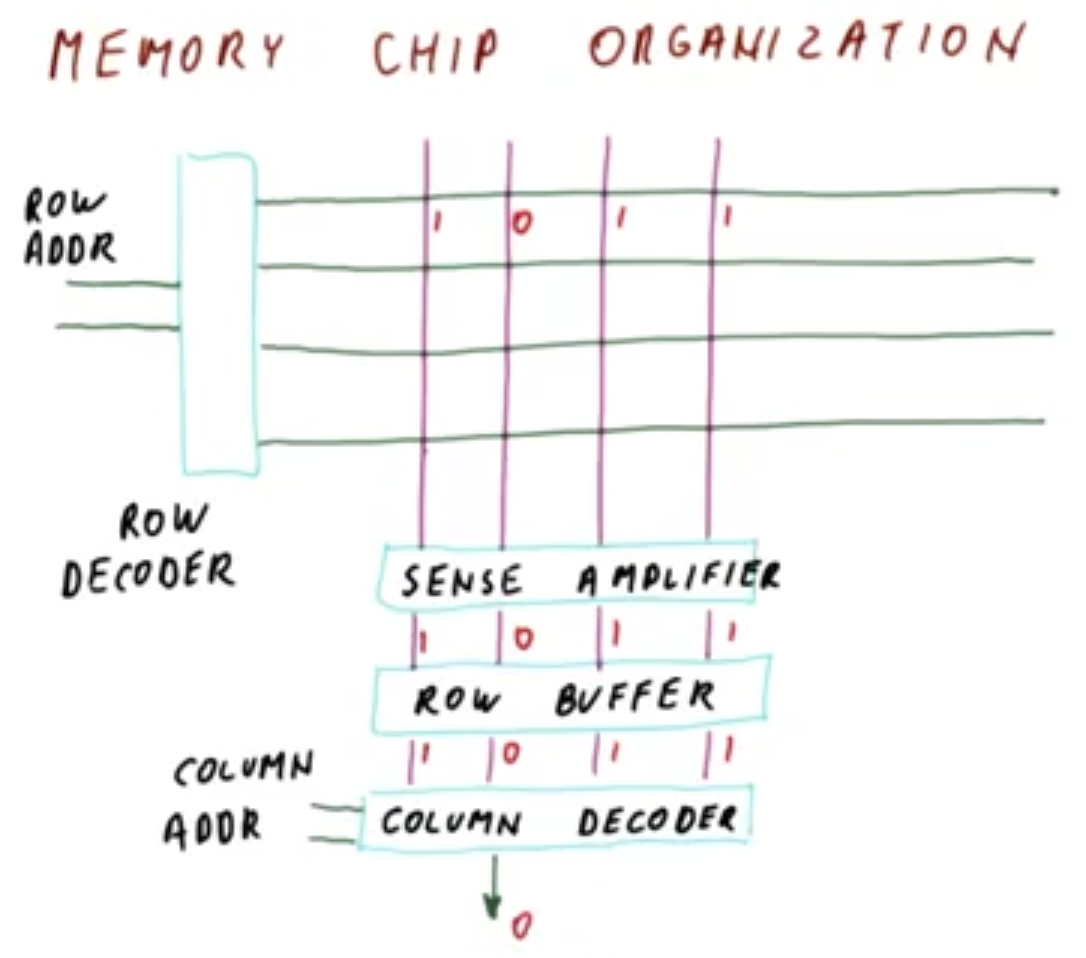 MEMORY CHIP ORGANIZATION
ROW
ADDR
1 0 1 1
ROW
DECODER
SENSE AMPLIFIER
1 0 1 1
ROW BUFFER
1 0 1 1
COLUMN
ADDR
COLUMN DECODER
0